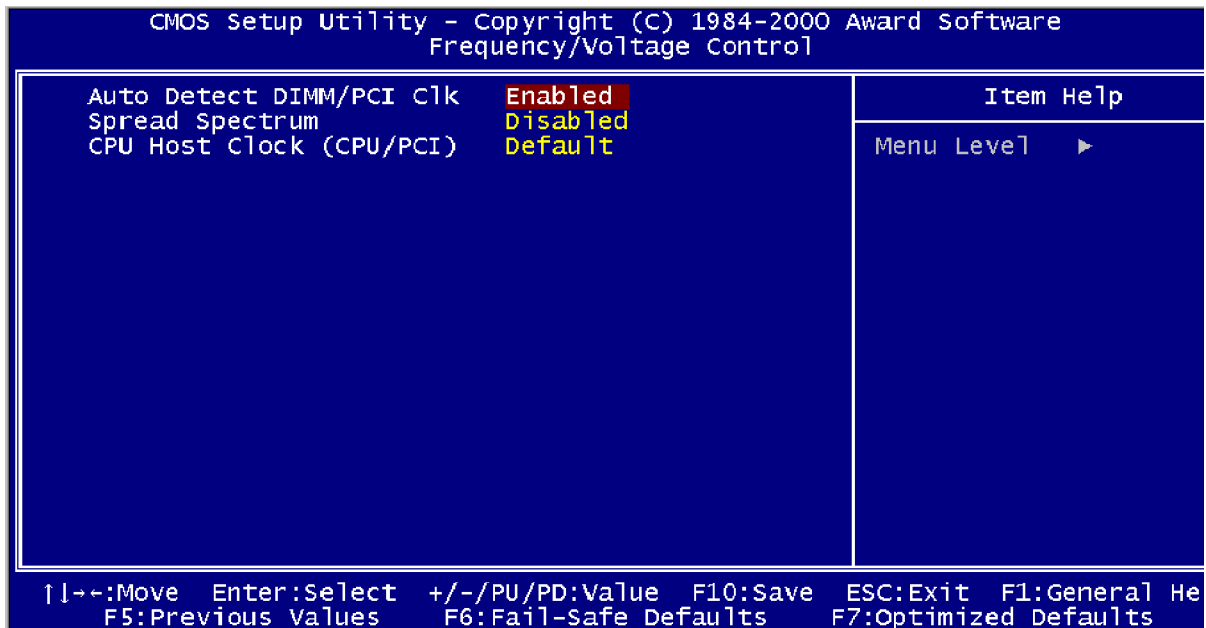 CMOS Setup Utility - Copyright (C) 1984-2000 Award Software
Frequency/Voltage Control
Auto Detect DIMM/PCI Clk Enabled
Spread Spectrum Disabled
CPU Host Clock (CPU/PCI) Default
Item Help
Menu Level ►
↑↓→←:Move Enter:Select +/-/PU/PD:Value F10:Save ESC:Exit F1:General He
F5:Previous Values F6:Fail-Safe Defaults F7:Optimized Defaults